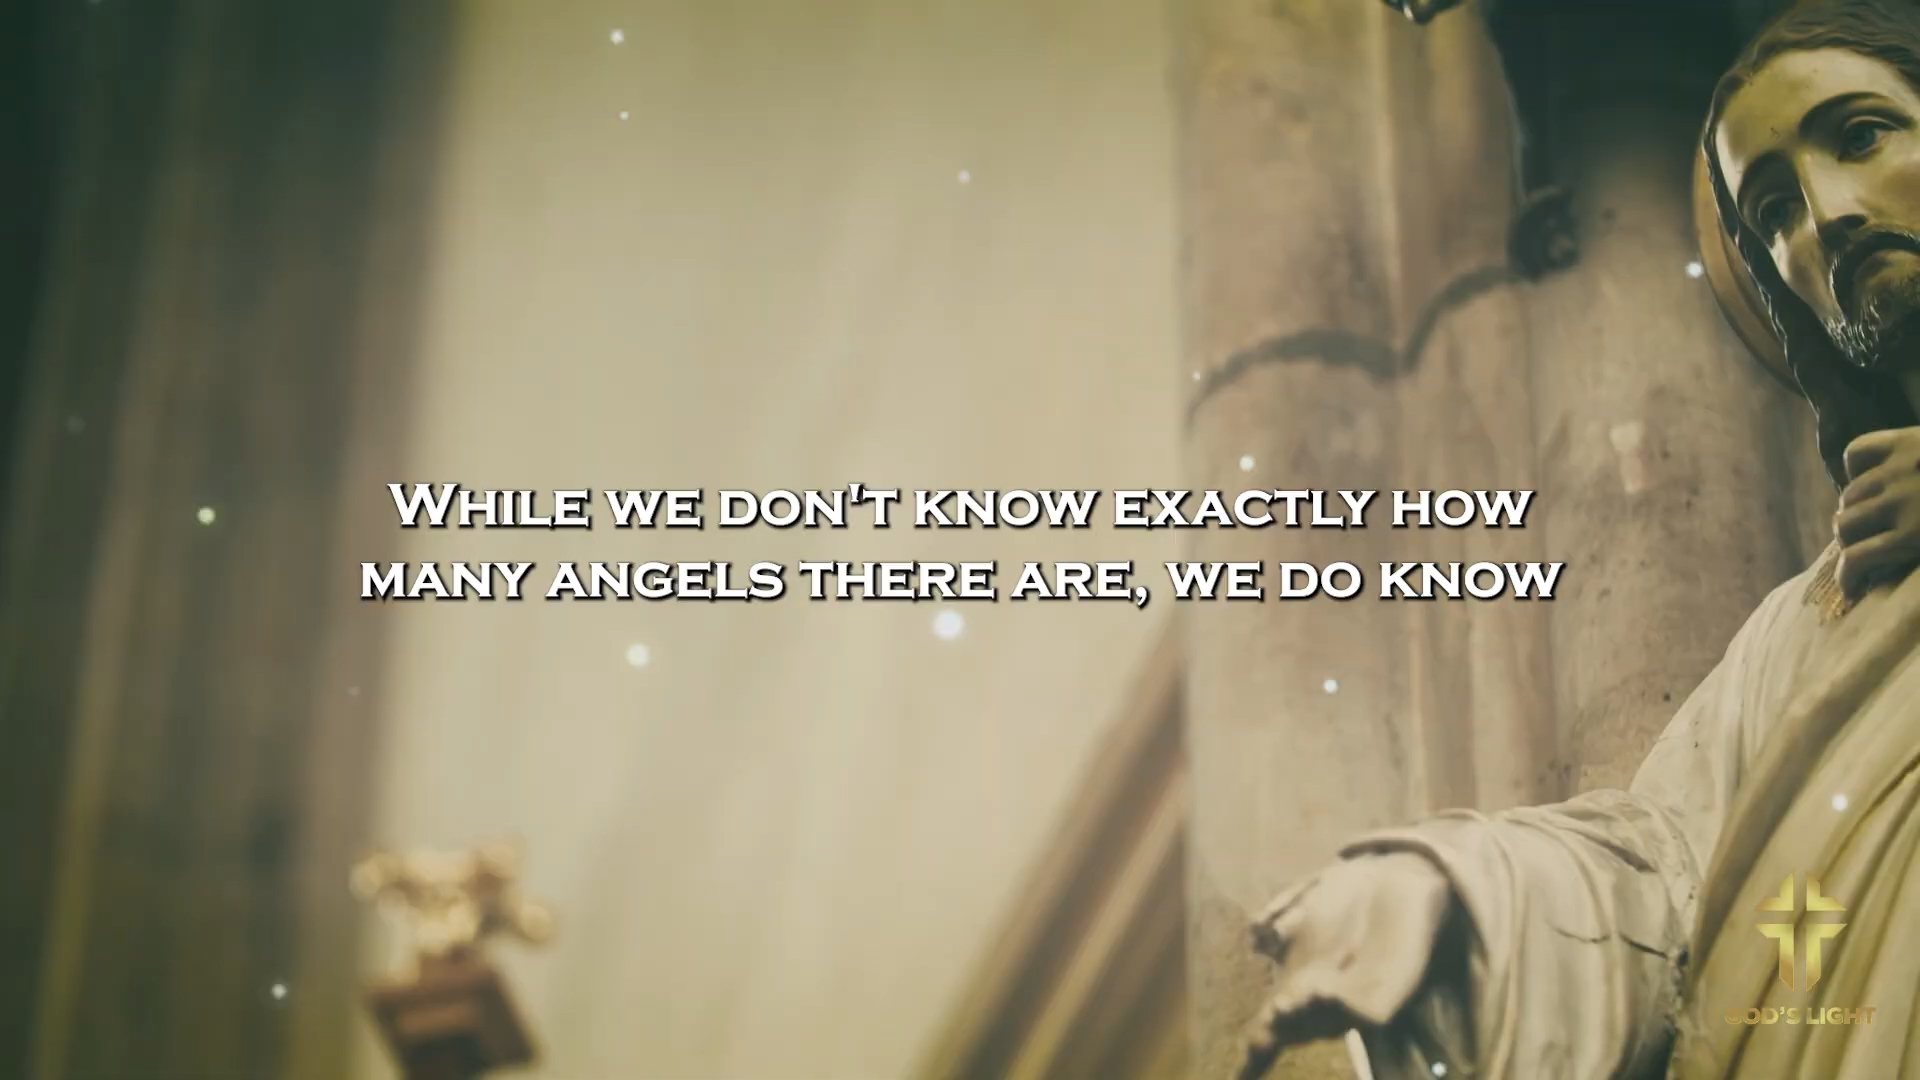 While we don't know exactly how
many angels there are, we do know
GOD'S LIGHT